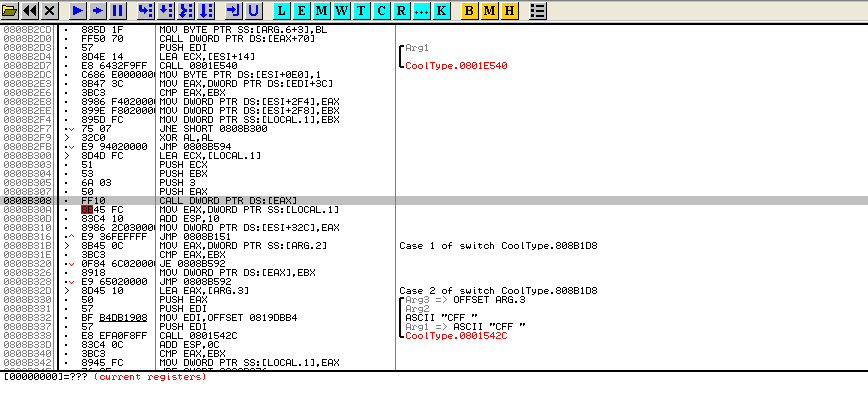 L E M W T C R ... K B M H
0808B2CD · 885D 1F MOV BYTE PTR SS:[ARG.6+3],BL
0808B2D0 · FF50 70 CALL DWORD PTR DS:[EAX+70]
0808B2D3 · 57 PUSH EDI Arg1
0808B2D4 · 8D4E 14 LEA ECX,[ESI+14]
0808B2D7 · E8 6432F9FF CALL 0801E540 CoolType.0801E540
0808B2DC · C686 E0000000 MOV BYTE PTR DS:[ESI+0E0],1
0808B2E3 · 8B47 3C MOV EAX,DWORD PTR DS:[EDI+3C]
0808B2E6 · 3BC3 CMP EAX,EBX
0808B2E8 · 8986 F4020000 MOV DWORD PTR DS:[ESI+2F4],EAX
0808B2EE · 899E F8020000 MOV DWORD PTR DS:[ESI+2F8],EBX
0808B2F4 · 895D FC MOV DWORD PTR SS:[LOCAL.1],EBX
0808B2F7 ·v 75 07 JNE SHORT 0808B300
0808B2F9 > 32C0 XOR AL,AL
0808B2FB ·v E9 94020000 JMP 0808B594
0808B300 > 8D4D FC LEA ECX,[LOCAL.1]
0808B303 · 51 PUSH ECX
0808B304 · 53 PUSH EBX
0808B305 · 6A 03 PUSH 3
0808B307 · 50 PUSH EAX
0808B308 · FF10 CALL DWORD PTR DS:[EAX]
0808B30A · 8B45 FC MOV EAX,DWORD PTR SS:[LOCAL.1]
0808B30D · 83C4 10 ADD ESP,10
0808B310 · 8986 2C030000 MOV DWORD PTR DS:[ESI+32C],EAX
0808B316 ·^ E9 36FEFFFF JMP 0808B151
0808B31B > 8B45 0C MOV EAX,DWORD PTR SS:[ARG.2] Case 1 of switch CoolType.808B1D8
0808B31E · 3BC3 CMP EAX,EBX
0808B320 ·v 0F84 6C020000 JE 0808B592
0808B326 · 8918 MOV DWORD PTR DS:[EAX],EBX
0808B328 ·v E9 65020000 JMP 0808B592
0808B32D > 8D45 10 LEA EAX,[ARG.3] Case 2 of switch CoolType.808B1D8
0808B330 · 50 PUSH EAX Arg3 => OFFSET ARG.3
0808B331 · 57 PUSH EDI Arg2
0808B332 · BF B4DB1908 MOV EDI,OFFSET 0819DBB4 ASCII "CFF "
0808B337 · 57 PUSH EDI Arg1 => ASCII "CFF "
0808B338 · E8 EFA0F8FF CALL 0801542C CoolType.0801542C
0808B33D · 83C4 0C ADD ESP,0C
0808B340 · 3BC3 CMP EAX,EBX
0808B342 · 8945 FC MOV DWORD PTR SS:[LOCAL.1],EAX
[00000000]=??? (current registers)